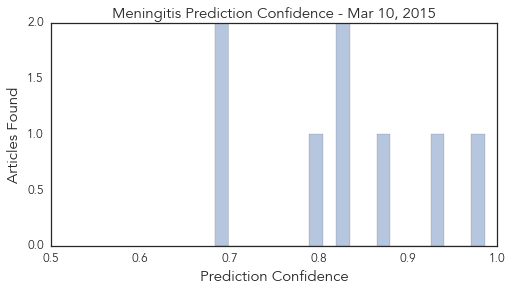 Meningitis Prediction Confidence - Mar 10, 2015
Articles Found
2.0
1.5
1.0
0.5
0.0
0.5 0.6 0.7 0.8 0.9 1.0
Prediction Confidence